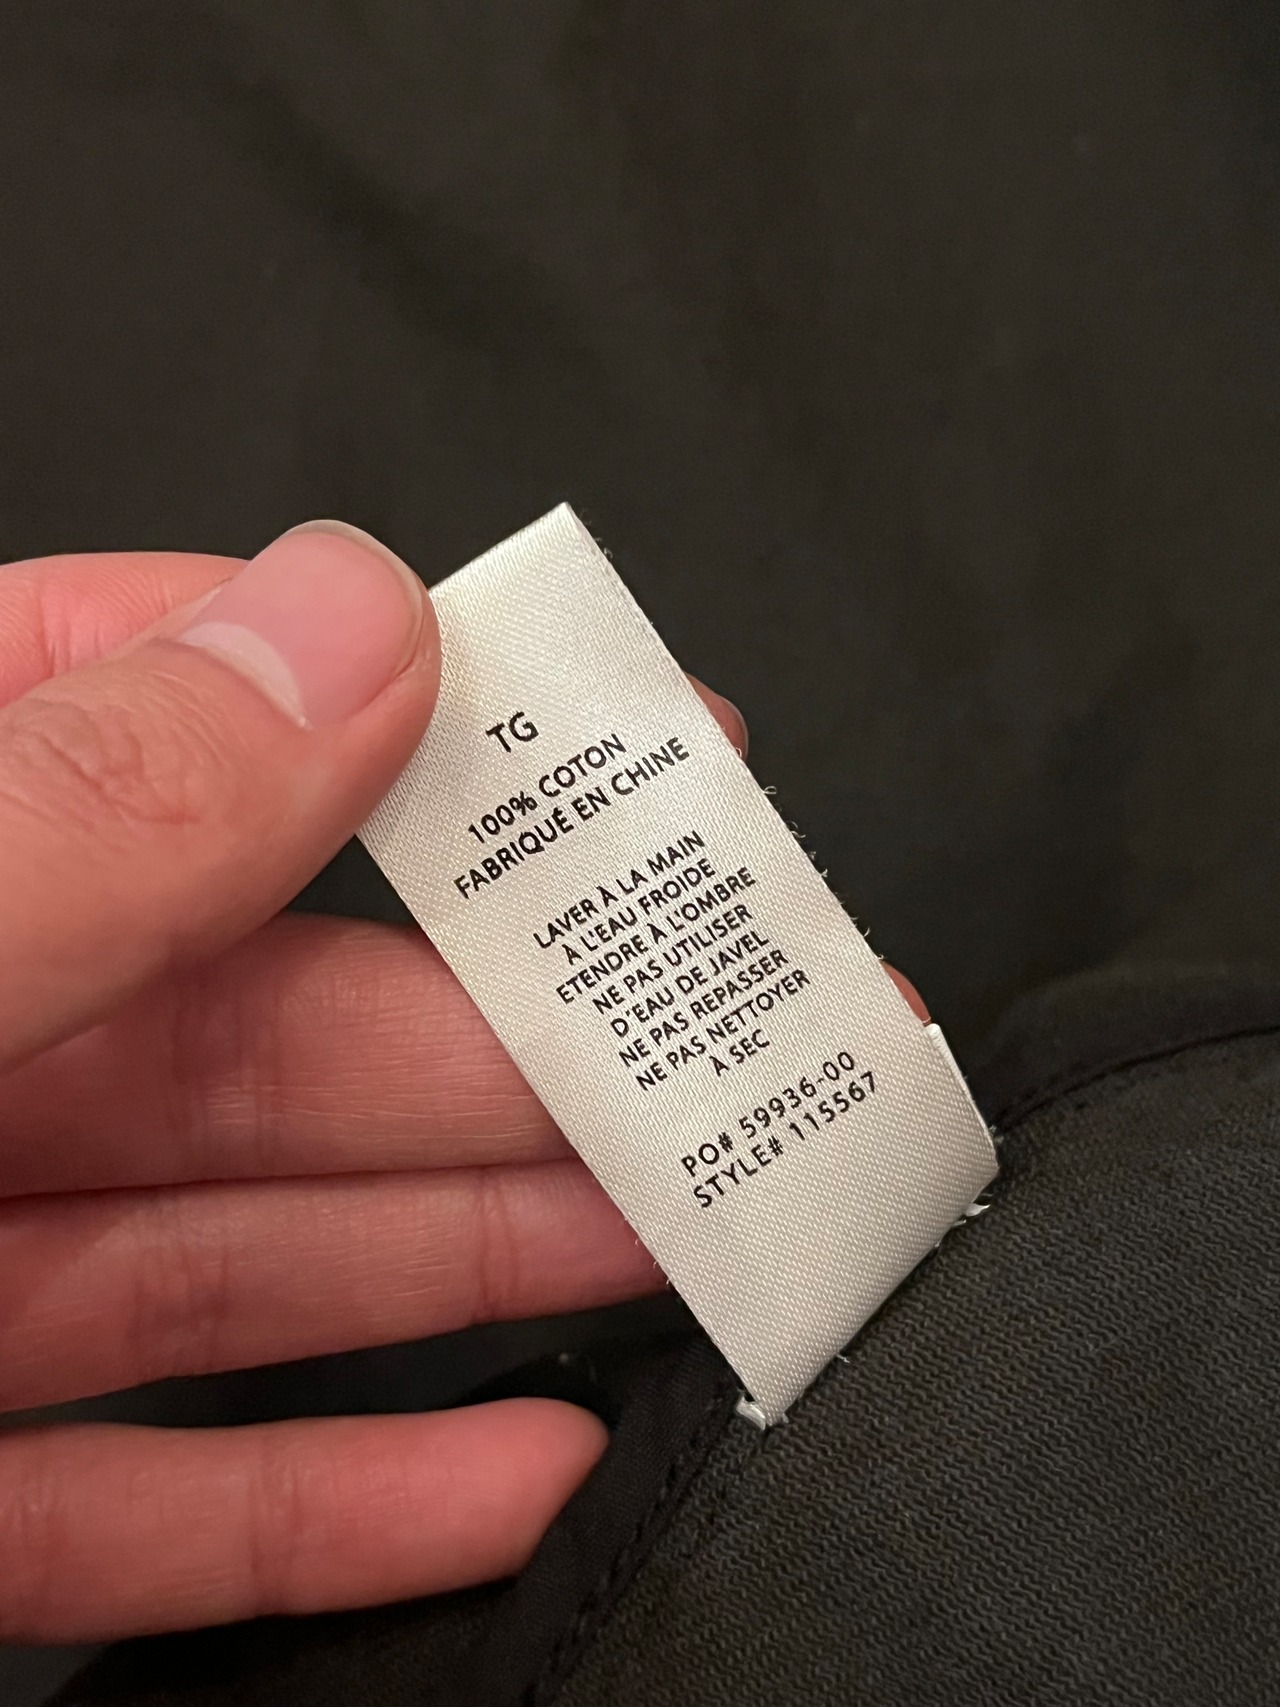 TG
100% COTON
FABRIQUÉ EN CHINE
LAVER À LA MAIN
À L'EAU FROIDE
ETENDRE À L'OMBRE
NE PAS UTILISER
D'EAU DE JAVEL
NE PAS REPASSER
NE PAS NETTOYER
À SEC
PO# 59936-00
STYLE# 115567